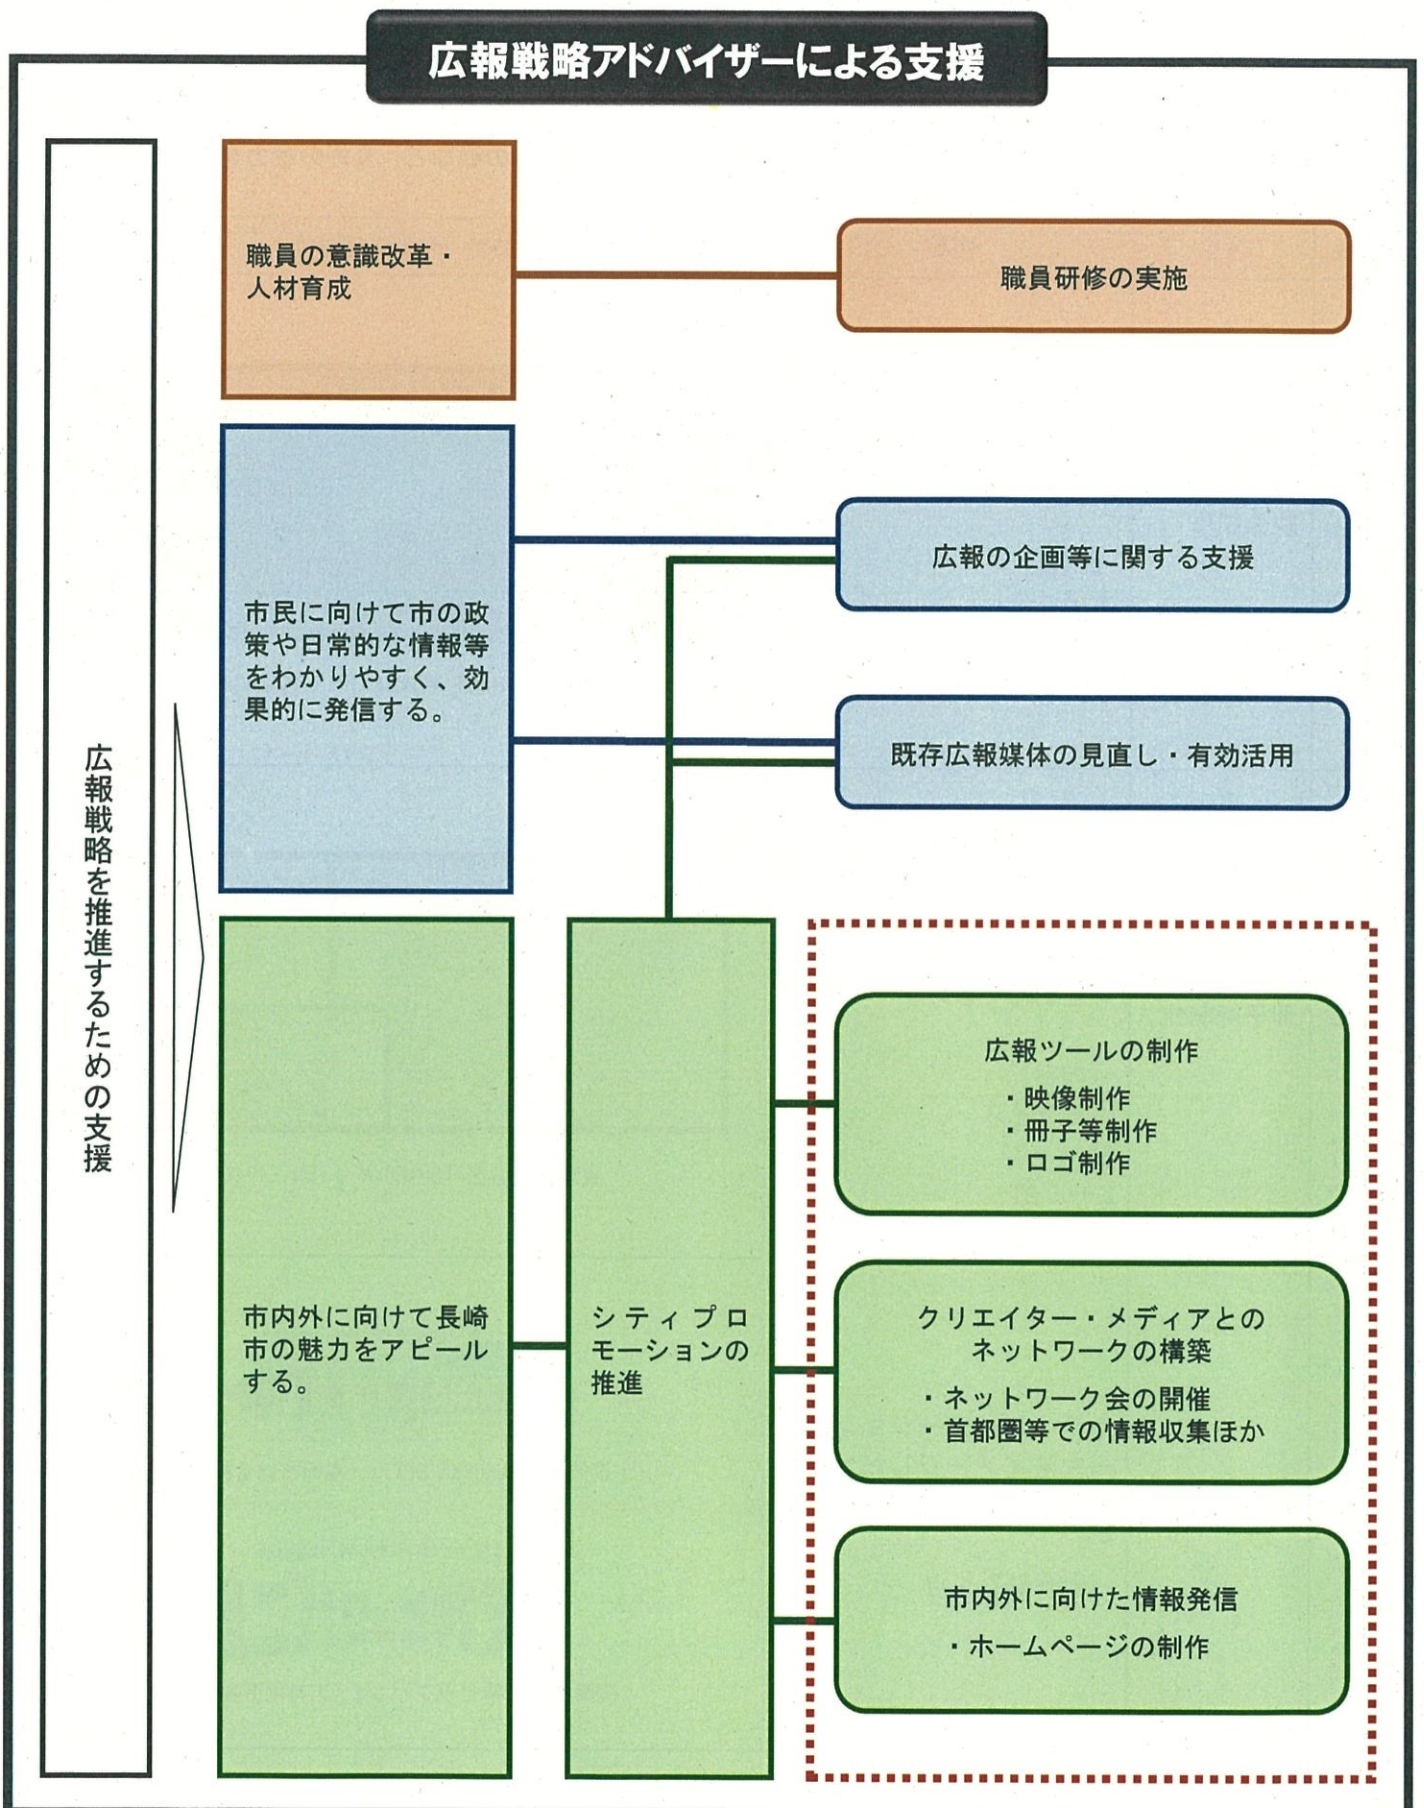 広報戦略アドバイザーによる支援
広報戦略を推進するための支援
職員の意識改革・
人材育成
職員研修の実施
市民に向けて市の政
策や日常的な情報等
をわかりやすく、効
果的に発信する。
広報の企画等に関する支援
既存広報媒体の見直し・有効活用
市内外に向けて長崎
市の魅力をアピール
する。
シティプロ
モーションの
推進
広報ツールの制作
・映像制作
・冊子等制作
・ロゴ制作
クリエイター・メディアとの
ネットワークの構築
・ネットワーク会の開催
・首都圏等での情報収集ほか
市内外に向けた情報発信
・ホームページの制作